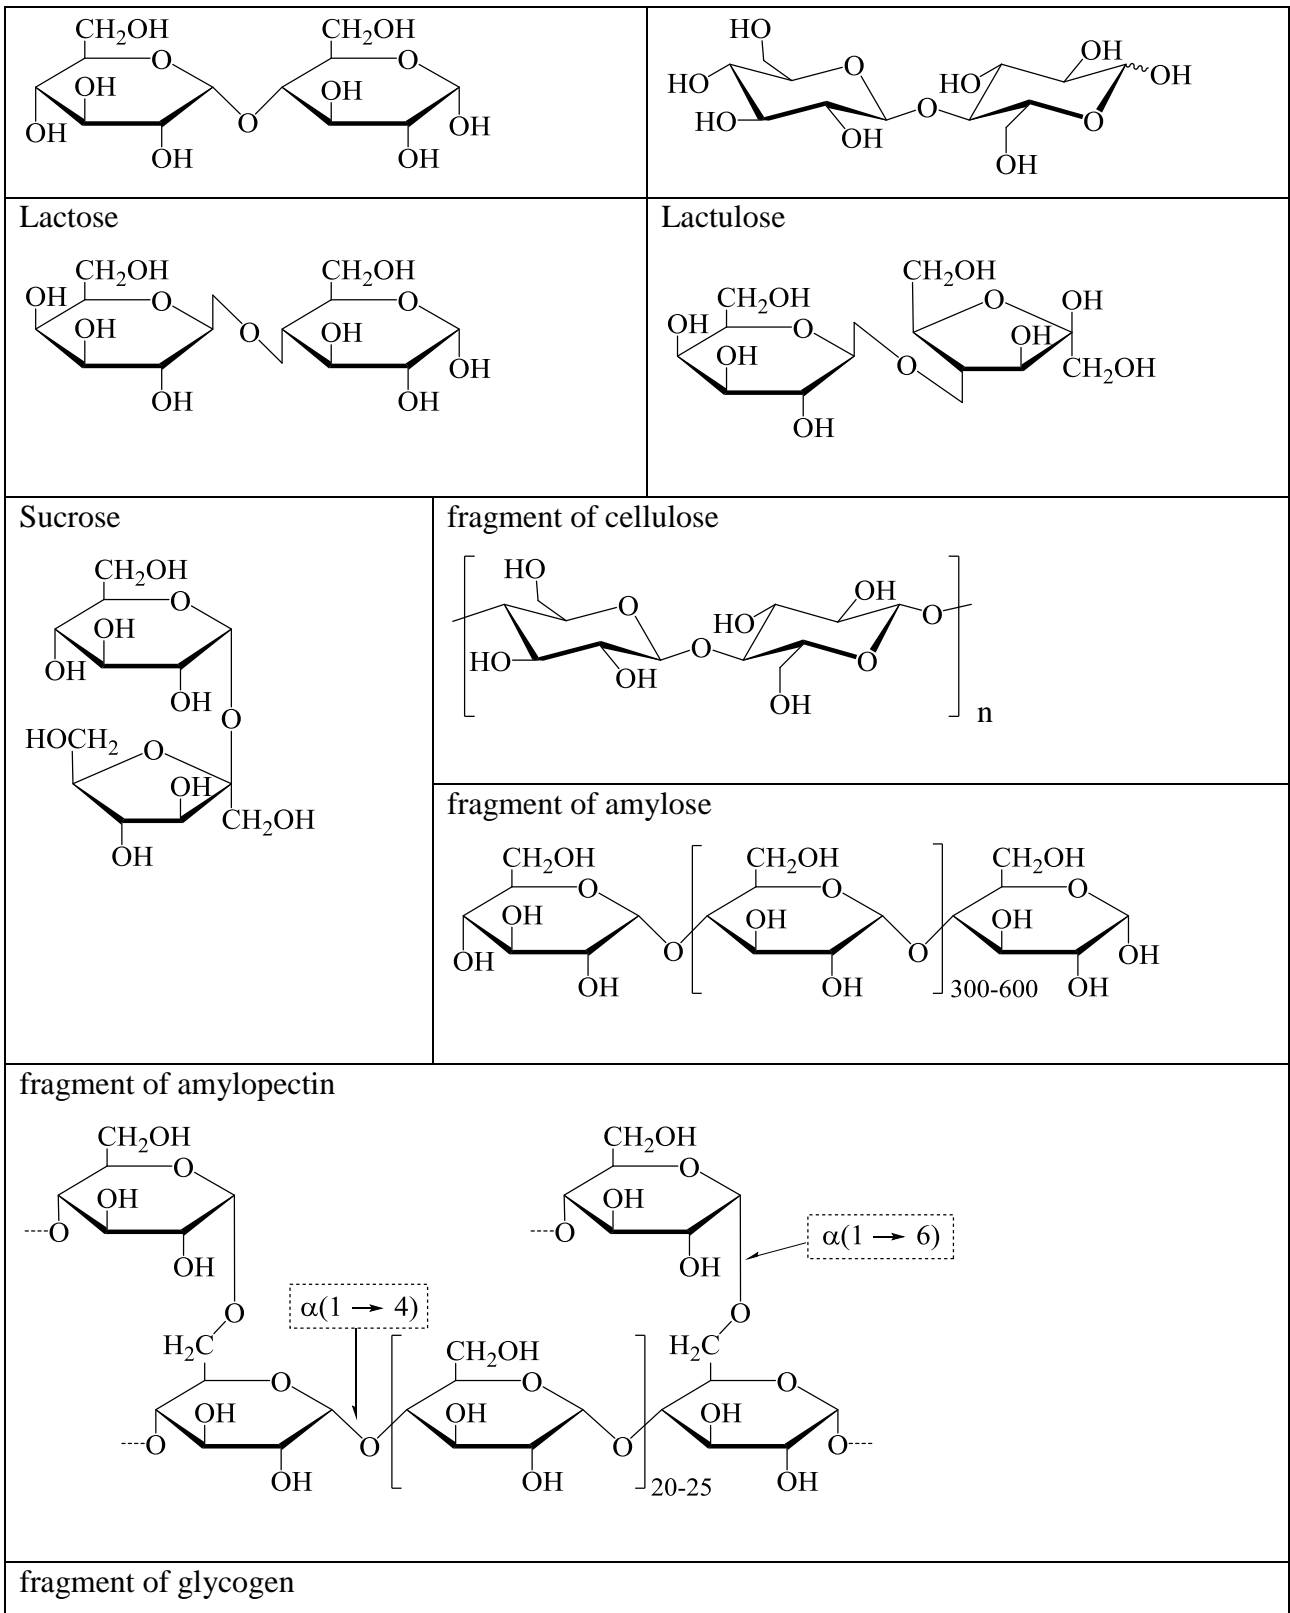 CH2OH CH2OH
O O
OH OH
OH O OH
OH OH
HO
O HO OH OH
HO
HO O O
OH
OH
Lactose
CH2OH CH2OH
OH O O
OH O OH
OH
OH OH
Lactulose
CH2OH
CH2OH O OH
OH O OH
OH O CH2OH
OH
Sucrose
CH2OH
O
OH
OH
OH
O
HOCH2 O
OH
CH2OH
OH
fragment of cellulose
HO
O OH
HO O
HO O O
OH
OH
n
fragment of amylose
CH2OH CH2OH CH2OH
O O O
OH OH OH
OH O O OH
OH OH 300-600 OH
fragment of amylopectin
CH2OH CH2OH
O O
OH OH
O O α(1 → 6)
OH OH
O α(1 → 4) O
H2C CH2OH H2C
O O O
OH OH OH
O O O O
OH OH 20-25 OH
fragment of glycogen